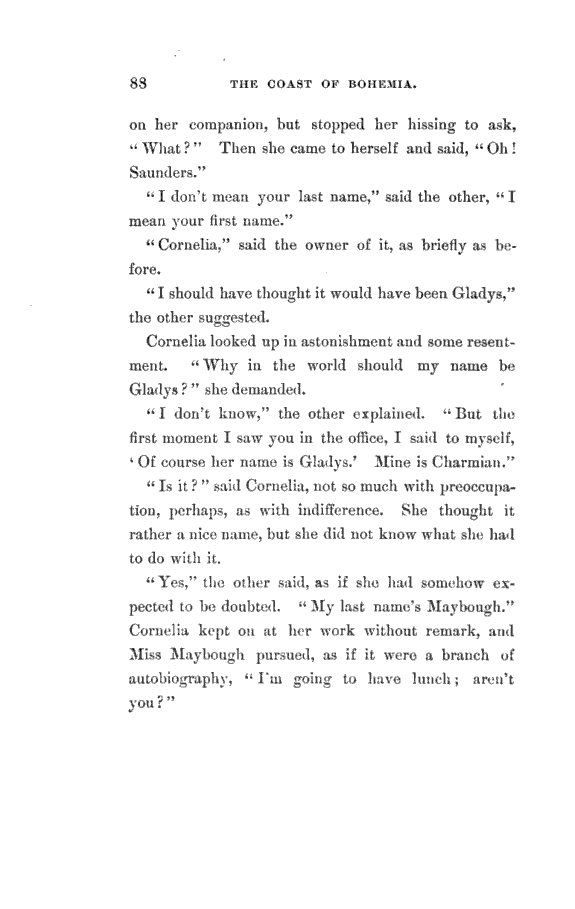 88 THE COAST OF BOHEMIA.
on her companion, but stopped her hissing to ask,
“What?” Then she came to herself and said, “Oh!
Saunders.”
“I don't mean your last name,” said the other, “I
mean your first name.”
“Cornelia,” said the owner of it, as briefly as be-
fore.
“I should have thought it would have been Gladys,”
the other suggested.
Cornelia looked up in astonishment and some resent-
ment. “Why in the world should my name be
Gladys?” she demanded.
“I don't know,” the other explained. “But the
first moment I saw you in the office, I said to myself,
‘Of course her name is Gladys.’ Mine is Charmian.”
“Is it?” said Cornelia, not so much with preoccupa-
tion, perhaps, as with indifference. She thought it
rather a nice name, but she did not know what she had
to do with it.
“Yes,” the other said, as if she had somehow ex-
pected to be doubted. “My last name's Maybough.”
Cornelia kept on at her work without remark, and
Miss Maybough pursued, as if it were a branch of
autobiography, “I'm going to have lunch; aren't
you?”